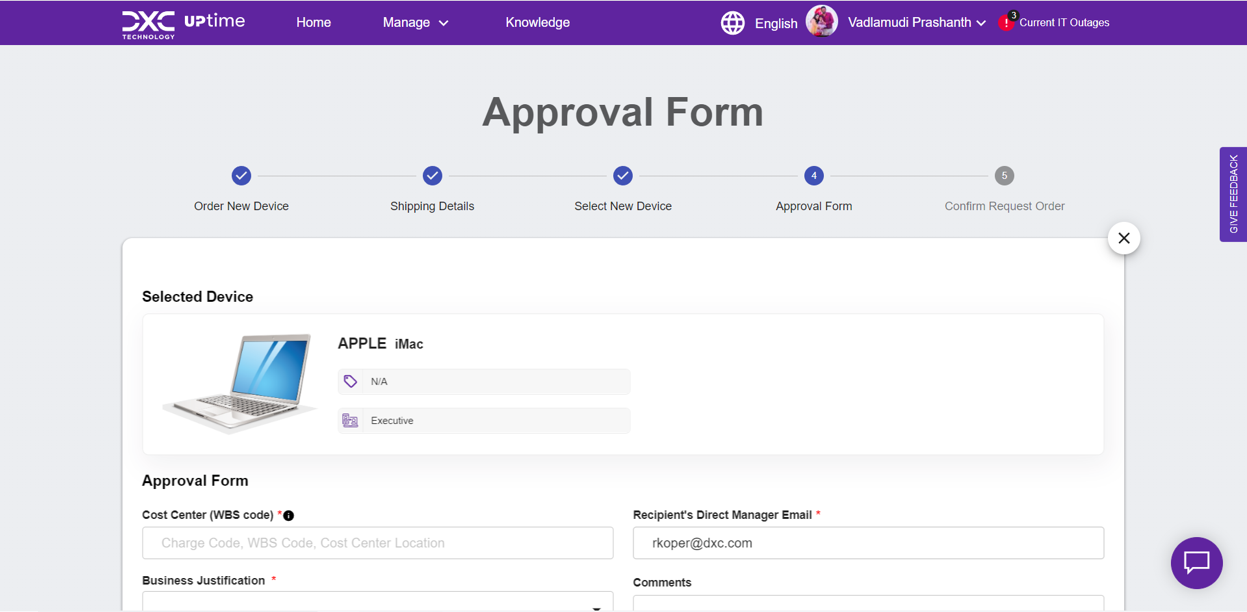 DXC TECHNOLOGY UPtime Home Manage Knowledge English Vadlamudi Prashanth 3 Current IT Outages
Approval Form
4 5
Order New Device Shipping Details Select New Device Approval Form Confirm Request Order
GIVE FEEDBACK
Selected Device
APPLE iMac
N/A
Executive
Approval Form
Cost Center (WBS code) * Recipient's Direct Manager Email *
Charge Code, WBS Code, Cost Center Location rkoper@dxc.com
Business Justification * Comments